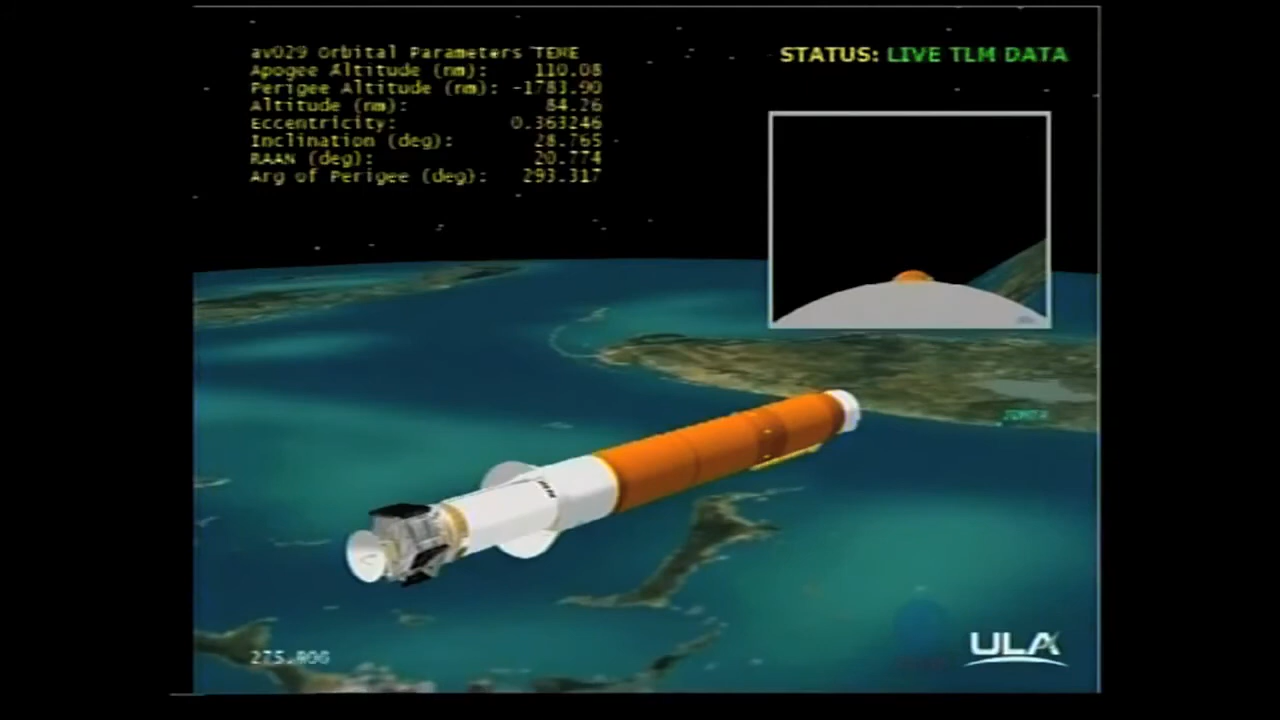 av029 Orbital Parameters TEME
Apogee Altitude (nm): 110.08
Perigee Altitude (nm): -1783.90
Altitude (nm): 84.26
Eccentricity: 0.363246
Inclination (deg): 28.765
RAAN (deg): 20.774
Arg of Perigee (deg): 293.317
STATUS: LIVE TLM DATA
275.800
ULA